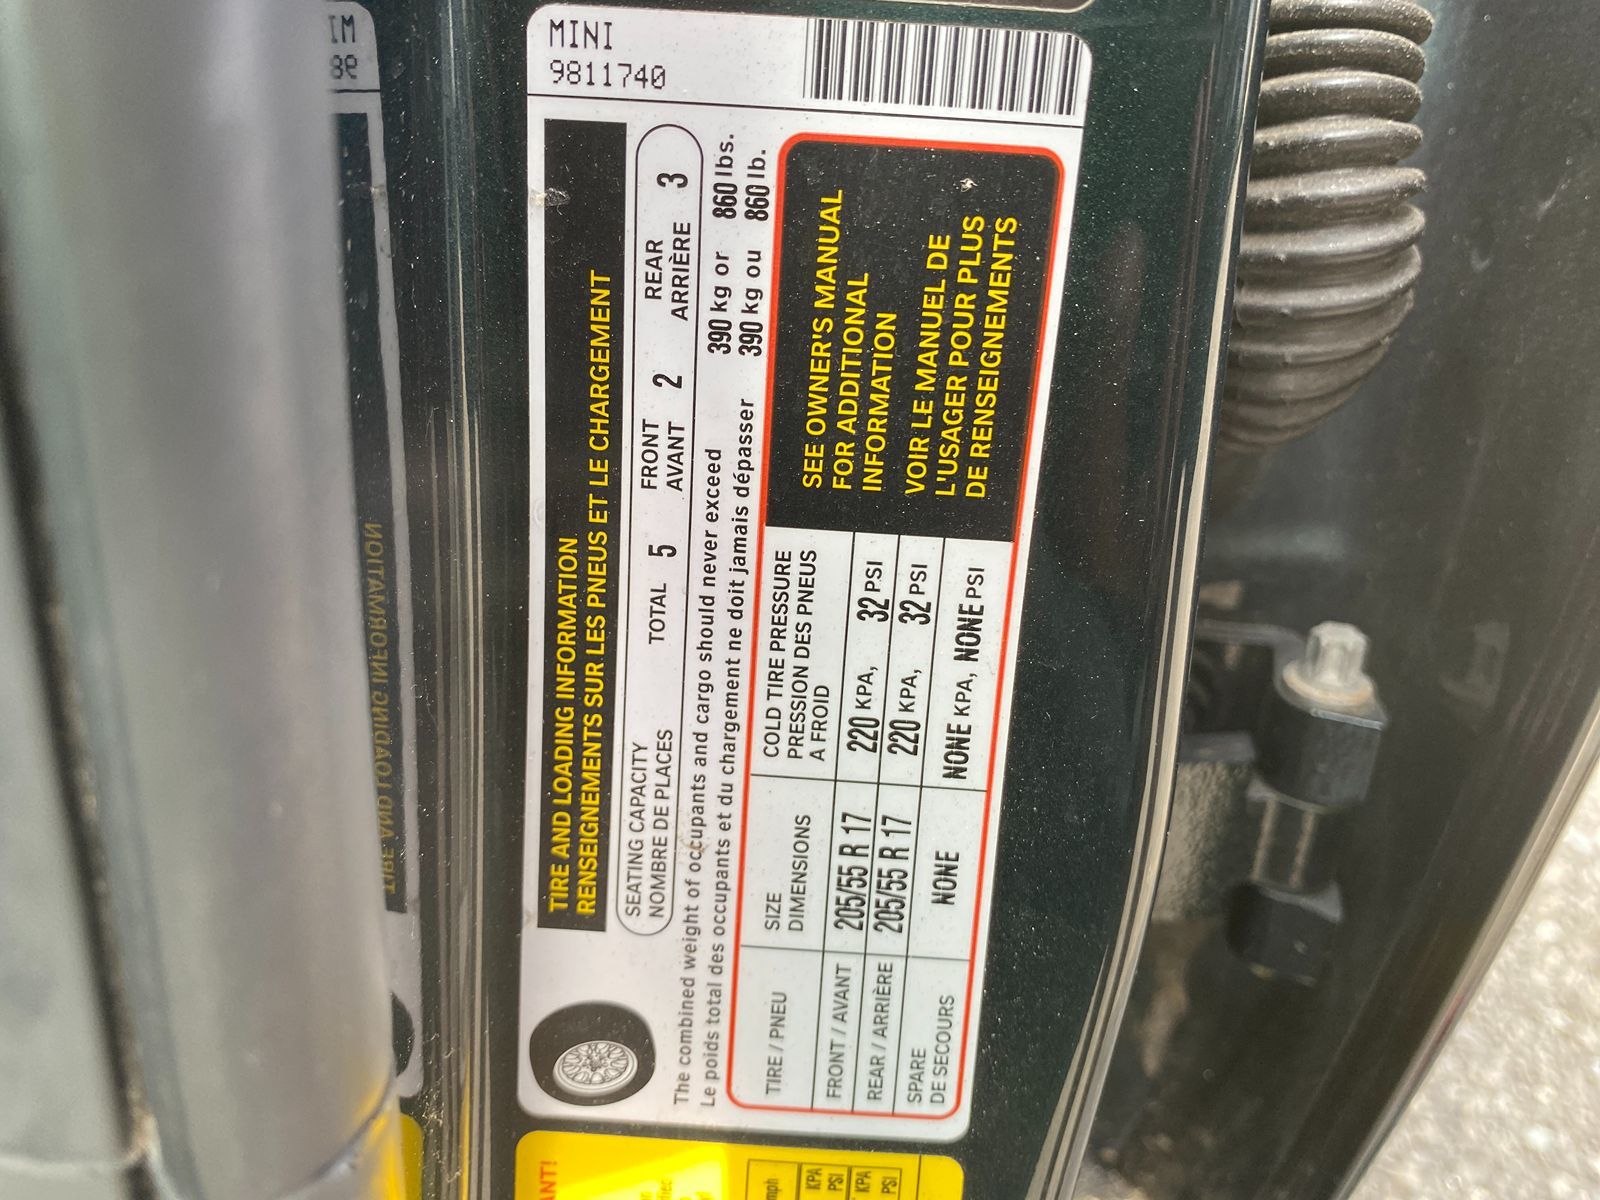 MINI
9811740
TIRE AND LOADING INFORMATION
RENSEIGNEMENTS SUR LES PNEUS ET LE CHARGEMENT
SEATING CAPACITY
NOMBRE DE PLACES
TOTAL 5
FRONT
AVANT 2
REAR
ARRIÈRE 3
The combined weight of occupants and cargo should never exceed 390 kg or 860 lbs.
Le poids total des occupants et du chargement ne doit jamais dépasser 390 kg ou 860 lb.
TIRE / PNEU
SIZE
DIMENSIONS
COLD TIRE PRESSURE
PRESSION DES PNEUS
A FROID
FRONT / AVANT 205/55 R 17 220 KPA, 32 PSI
REAR / ARRIÈRE 205/55 R 17 220 KPA, 32 PSI
SPARE
DE SECOURS NONE NONE KPA, NONE PSI
SEE OWNER'S MANUAL
FOR ADDITIONAL
INFORMATION
VOIR LE MANUEL DE
L'USAGER POUR PLUS
DE RENSEIGNEMENTS
KPA
PSI
KPA
PSI